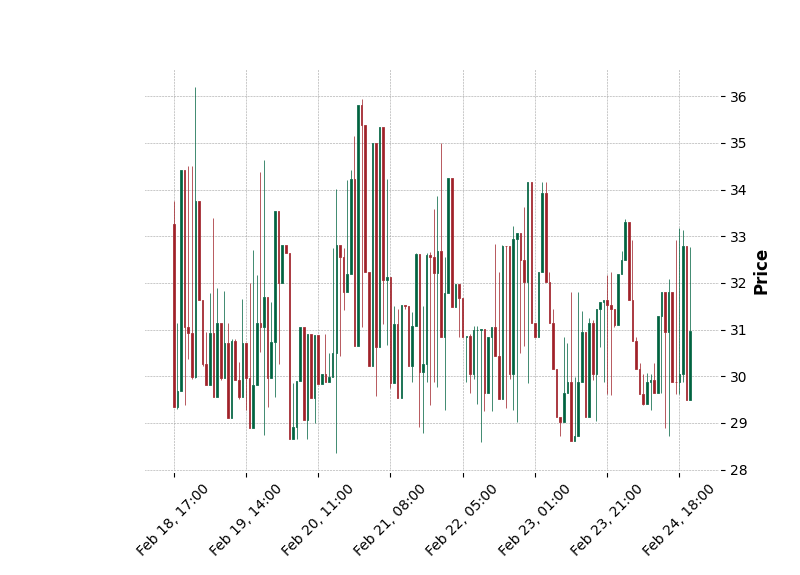 36
35
34
33
32
31
30
29
28
Price
Feb 18, 17:00
Feb 19, 14:00
Feb 20, 11:00
Feb 21, 08:00
Feb 22, 05:00
Feb 23, 01:00
Feb 23, 21:00
Feb 24, 18:00